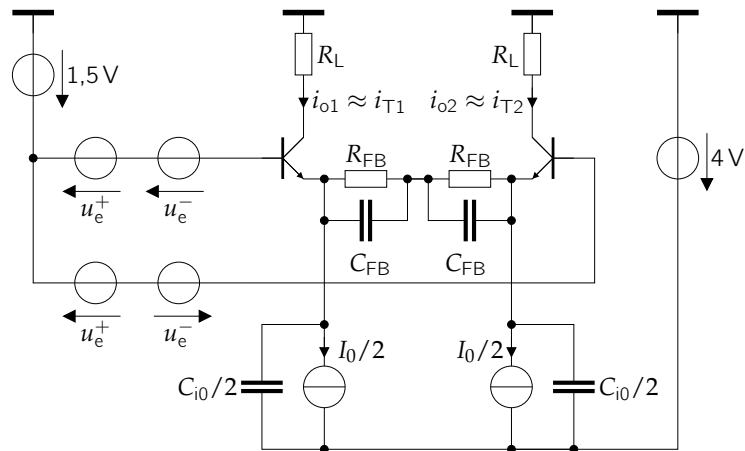 R_L R_L
1,5 V
i_o1 ≈ i_T1 i_o2 ≈ i_T2
R_FB R_FB
4 V
u_e^+ u_e^-
C_FB C_FB
u_e^+ u_e^-
I_0/2 I_0/2
C_i0/2 C_i0/2